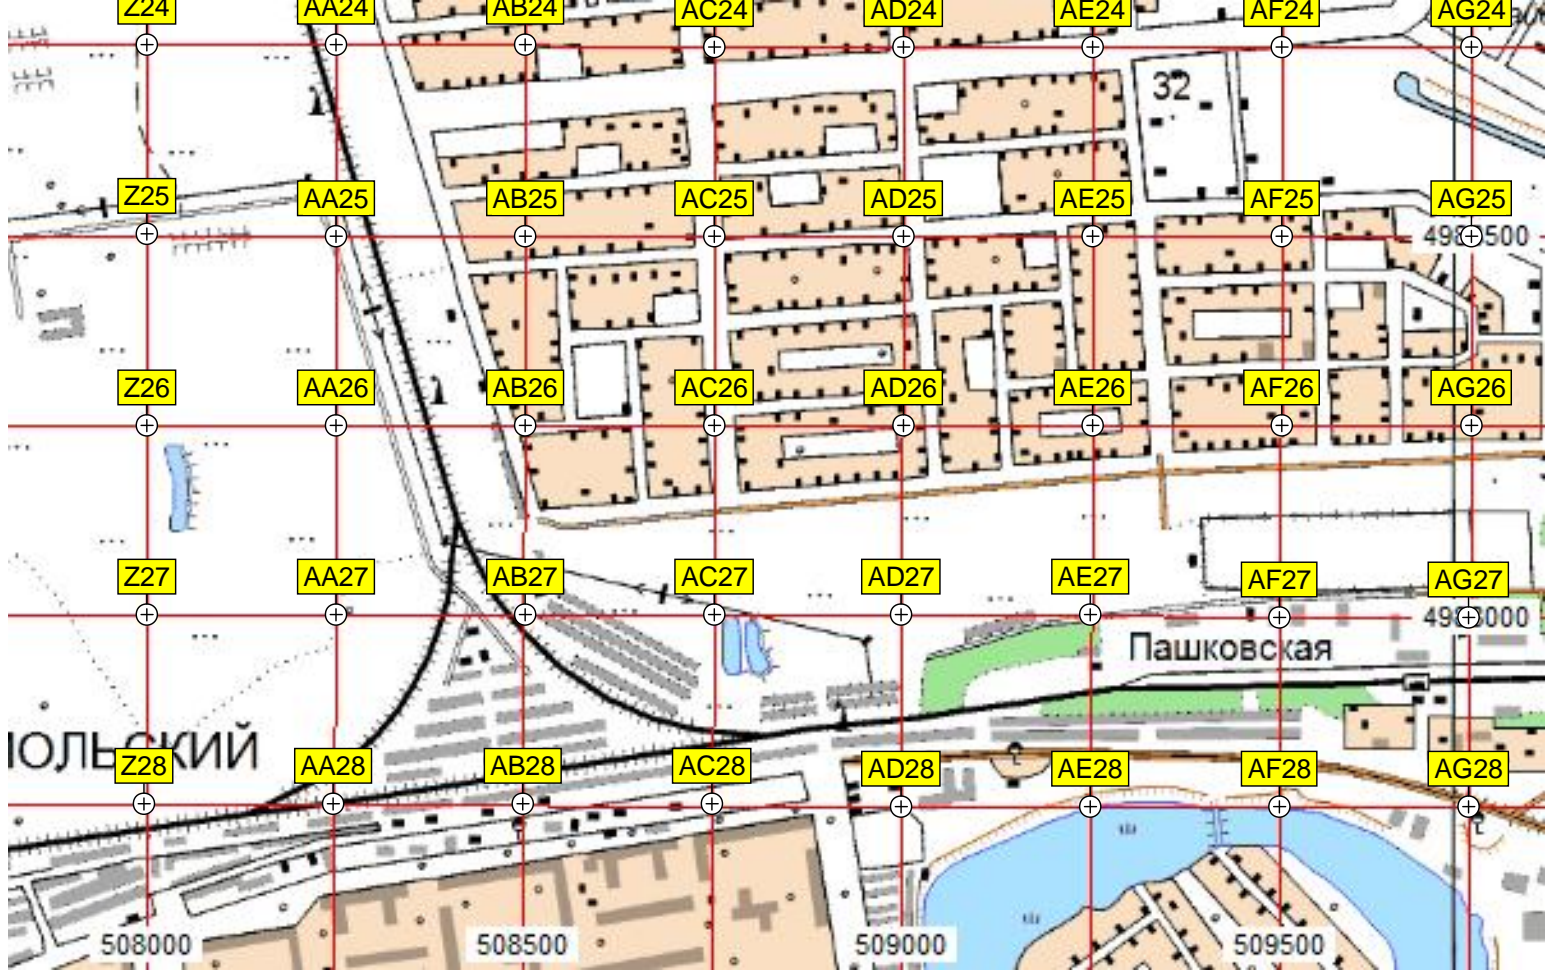 Z24 AA24 AB24 AC24 AD24 AE24 AF24 AG24
32
Z25 AA25 AB25 AC25 AD25 AE25 AF25 AG25
Z26 AA26 AB26 AC26 AD26 AE26 AF26 AG26
Z27 AA27 AB27 AC27 AD27 AE27 AF27 AG27
Пашковская
ПОЛЬСКИЙ
Z28 AA28 AB28 AC28 AD28 AE28 AF28 AG28
508000 508500 509000 509500